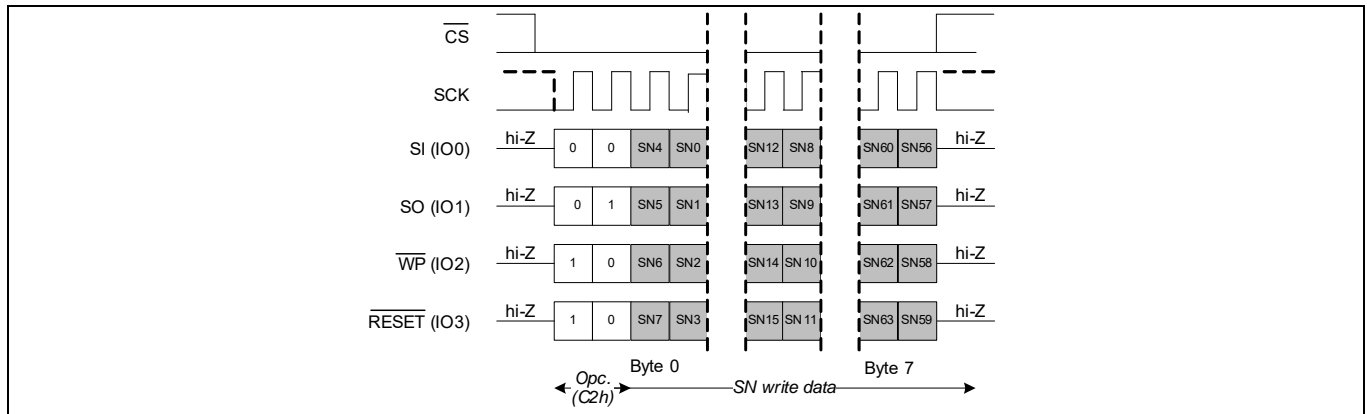 CS
SCK
SI (IO0) hi-Z 0 0 SN4 SN0 SN12 SN8 SN60 SN56 hi-Z
SO (IO1) hi-Z 0 1 SN5 SN1 SN13 SN9 SN61 SN57 hi-Z
WP (IO2) hi-Z 1 0 SN6 SN2 SN14 SN 10 SN62 SN58 hi-Z
RESET (IO3) hi-Z 1 0 SN7 SN3 SN15 SN 11 SN63 SN59 hi-Z
Byte 0 Byte 7
Opc. SN write data
(C2h)